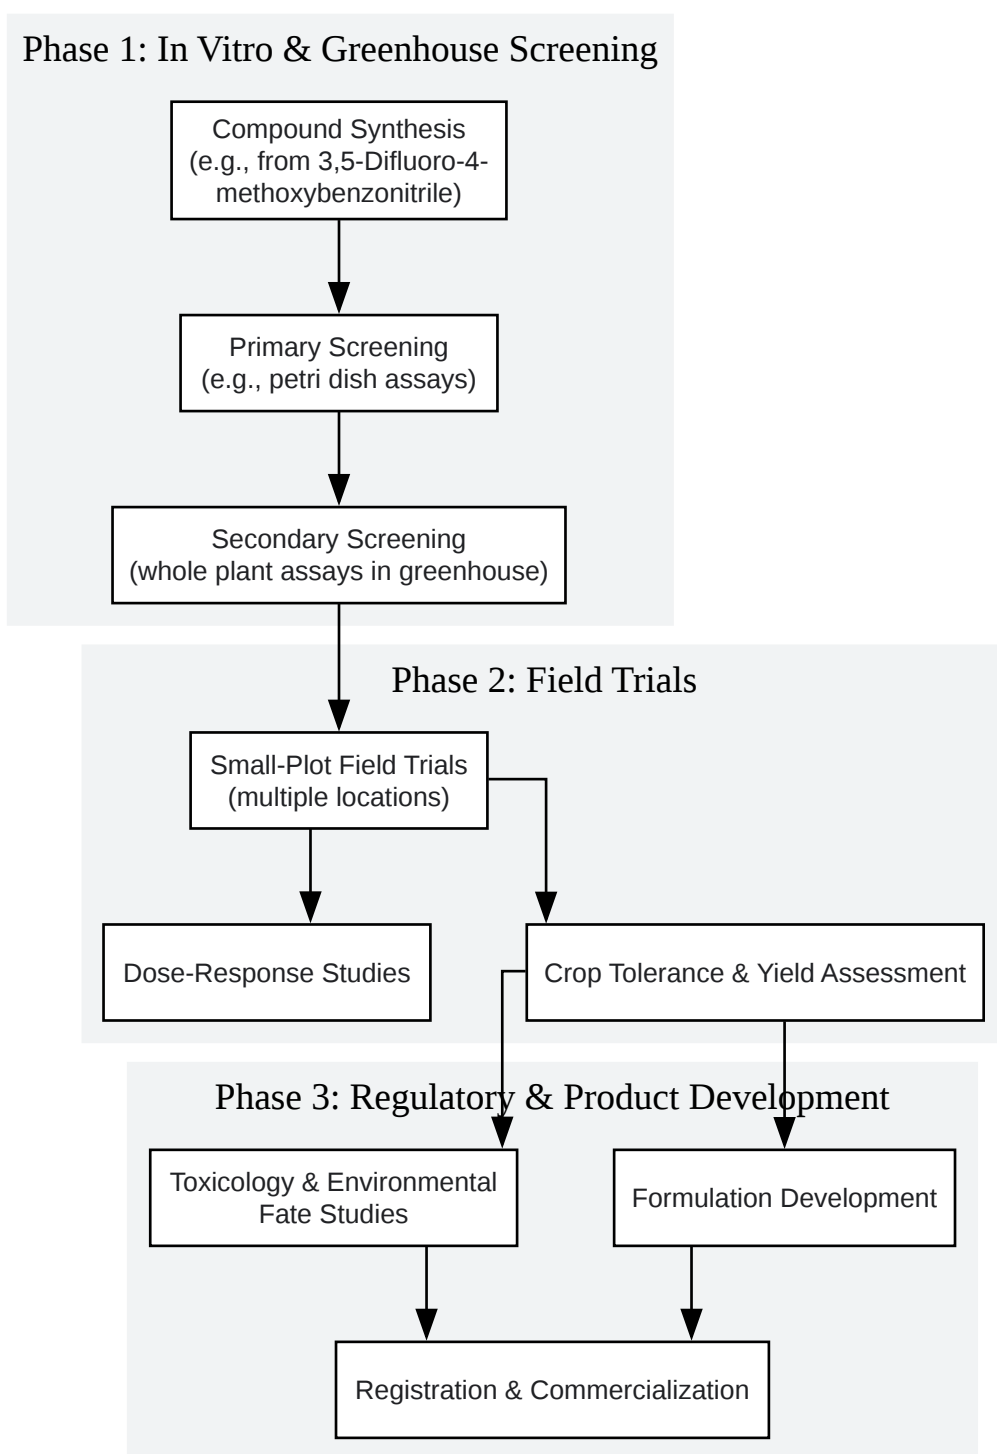 Phase 1: In Vitro & Greenhouse Screening
Compound Synthesis
(e.g., from 3,5-Difluoro-4-
methoxybenzonitrile)
Primary Screening
(e.g., petri dish assays)
Secondary Screening
(whole plant assays in greenhouse)
Phase 2: Field Trials
Small-Plot Field Trials
(multiple locations)
Dose-Response Studies
Crop Tolerance & Yield Assessment
Phase 3: Regulatory & Product Development
Toxicology & Environmental
Fate Studies
Formulation Development
Registration & Commercialization